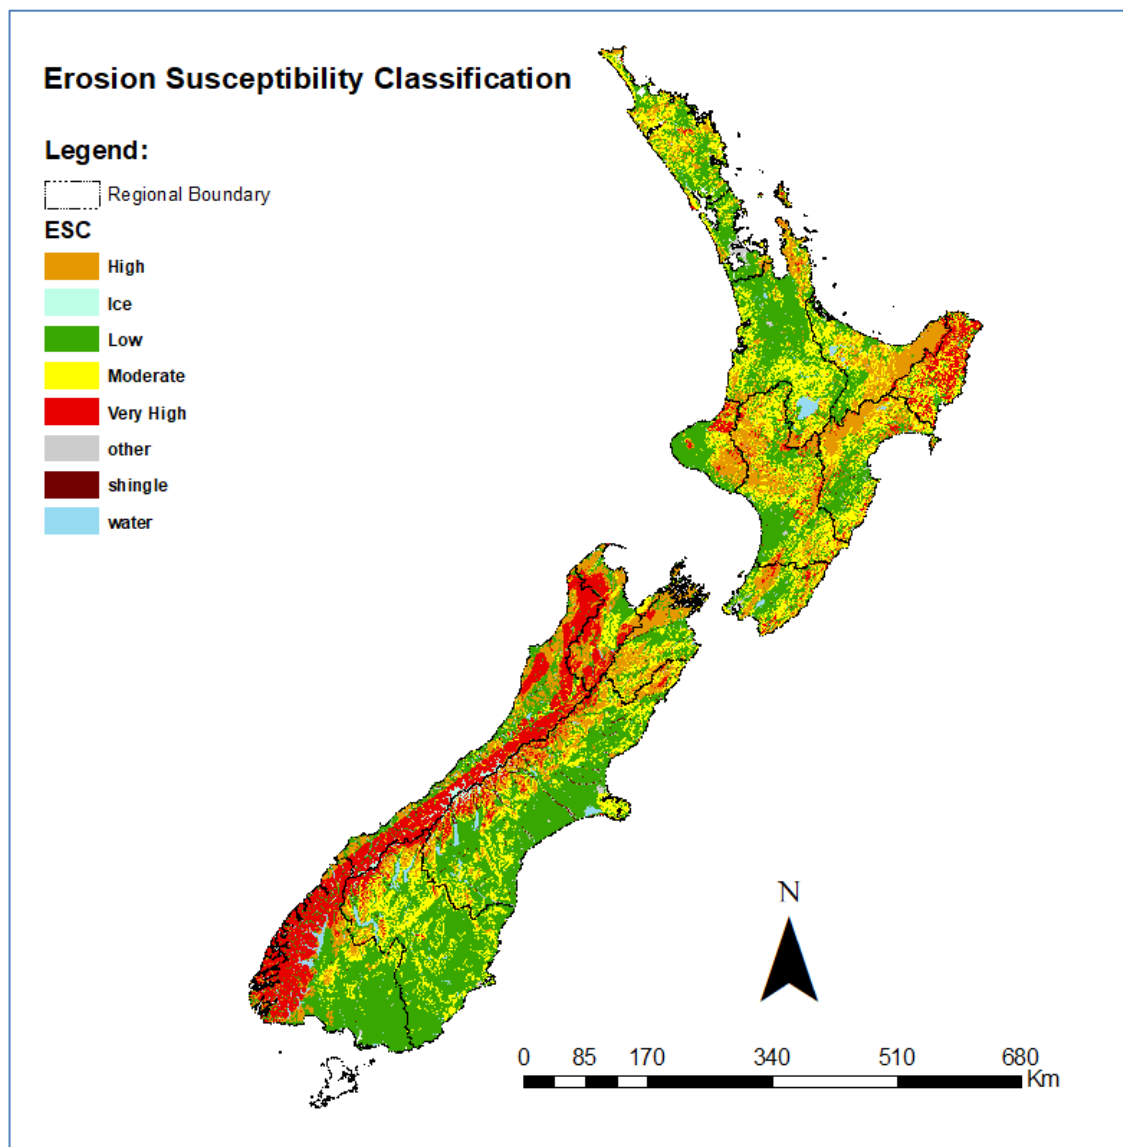 Erosion Susceptibility Classification
Legend:
Regional Boundary
ESC
High
Ice
Low
Moderate
Very High
other
shingle
water
N
0 85 170 340 510 680
Km